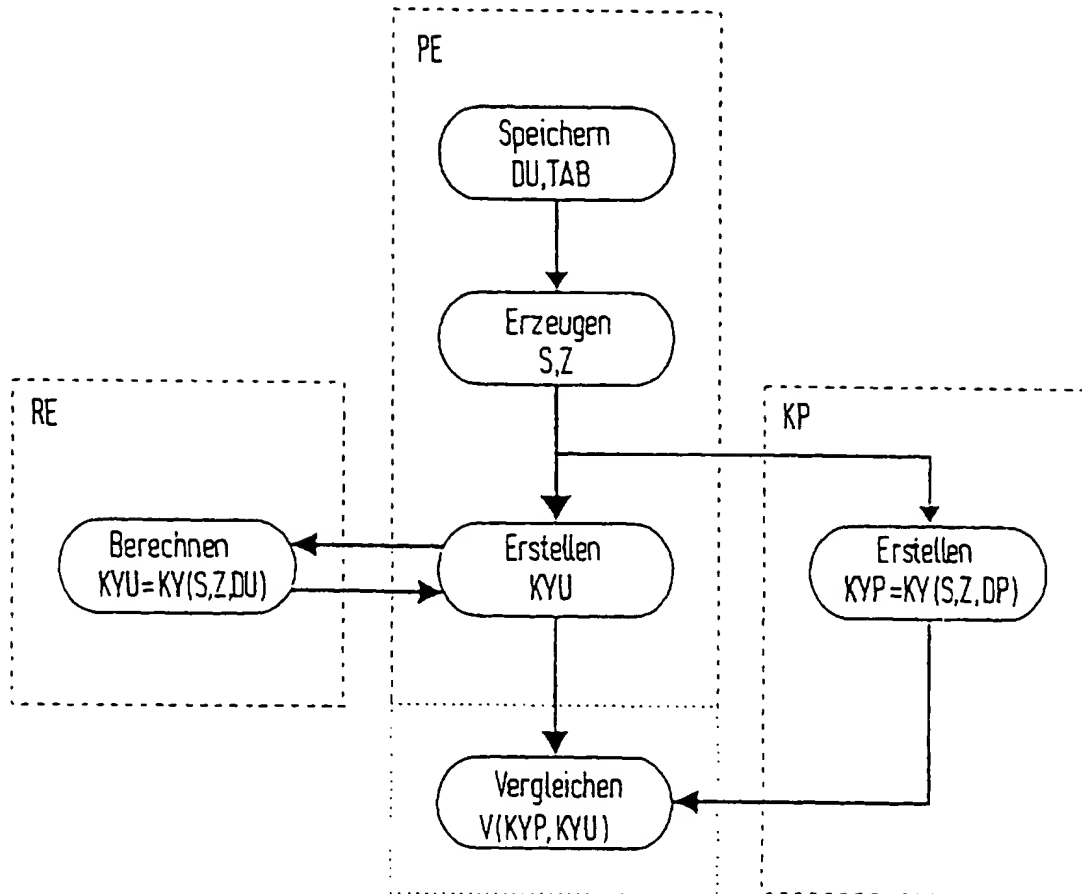 PE
Speichern
DU,TAB
Erzeugen
S,Z
RE
KP
Berechnen
KYU=KY(S,Z,DU)
Erstellen
KYU
Erstellen
KYP=KY(S,Z,DP)
Vergleichen
V(KYP,KYU)